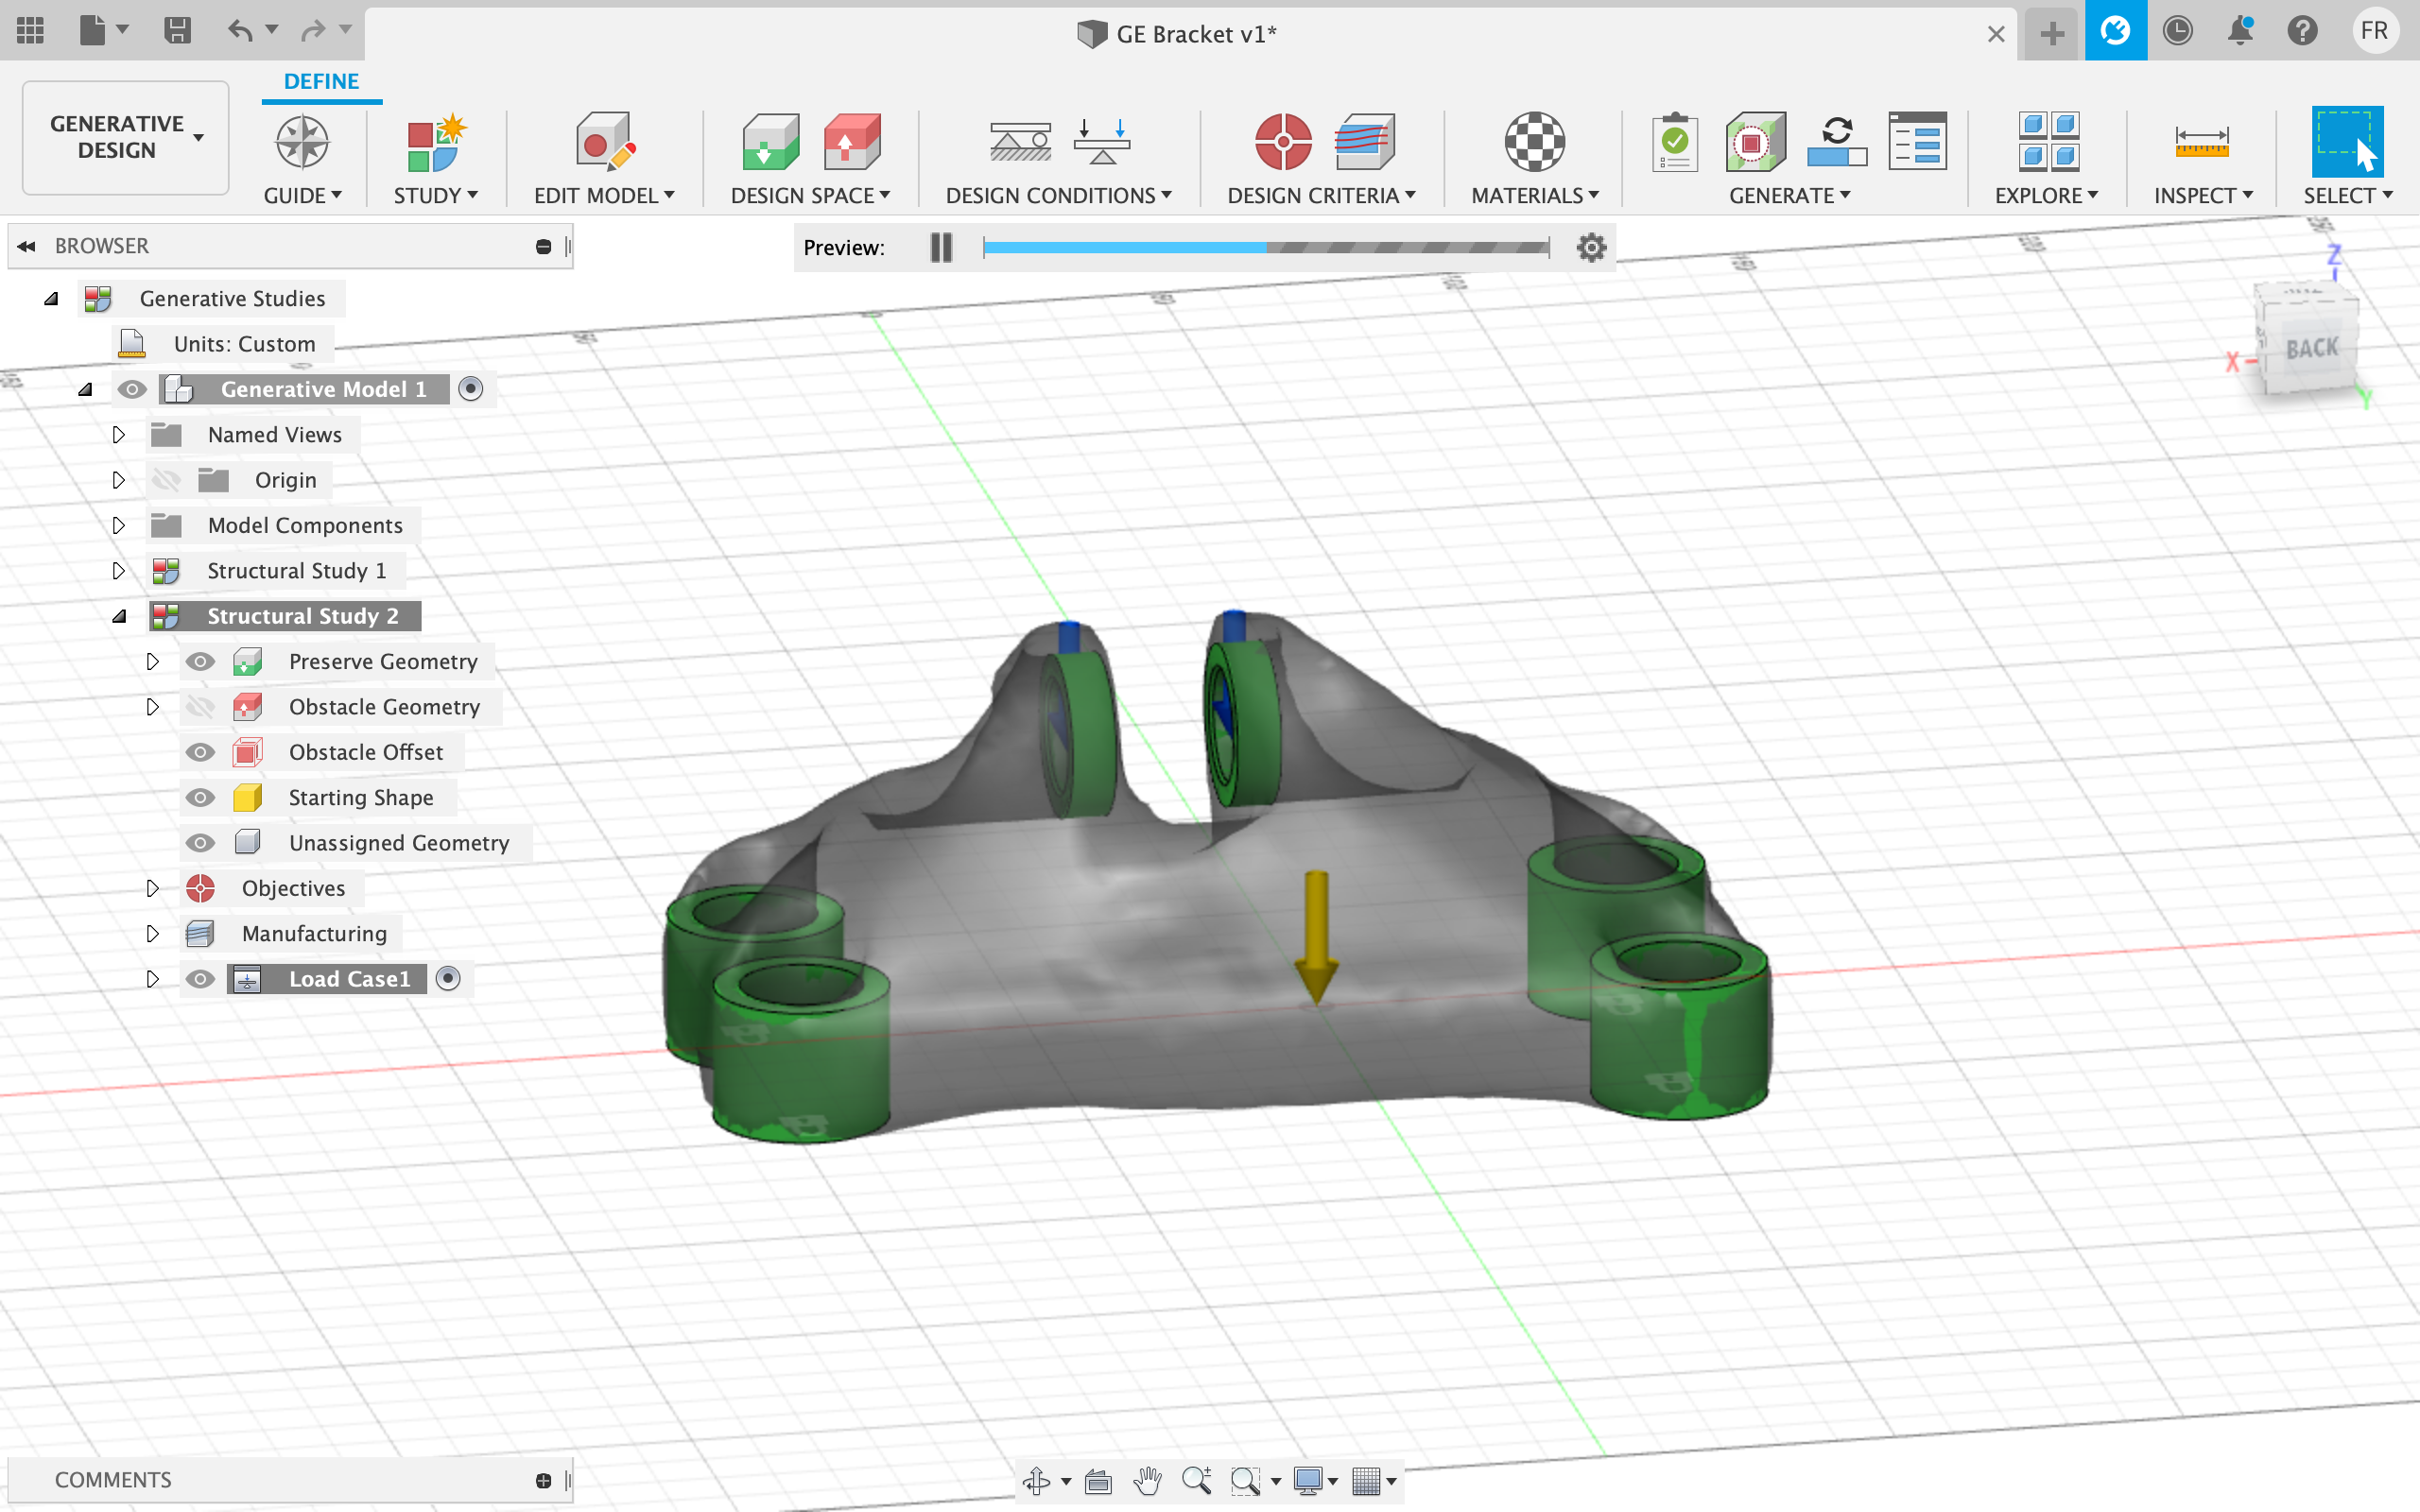 GE Bracket v1*
FR
DEFINE
GENERATIVE
DESIGN
GUIDE
STUDY
EDIT MODEL
DESIGN SPACE
DESIGN CONDITIONS
DESIGN CRITERIA
MATERIALS
GENERATE
EXPLORE
INSPECT
SELECT
BROWSER
Preview:
Generative Studies
Units: Custom
Generative Model 1
Named Views
Origin
Model Components
Structural Study 1
Structural Study 2
Preserve Geometry
Obstacle Geometry
Obstacle Offset
Starting Shape
Unassigned Geometry
Objectives
Manufacturing
Load Case1
Z
BACK
X
Y
COMMENTS